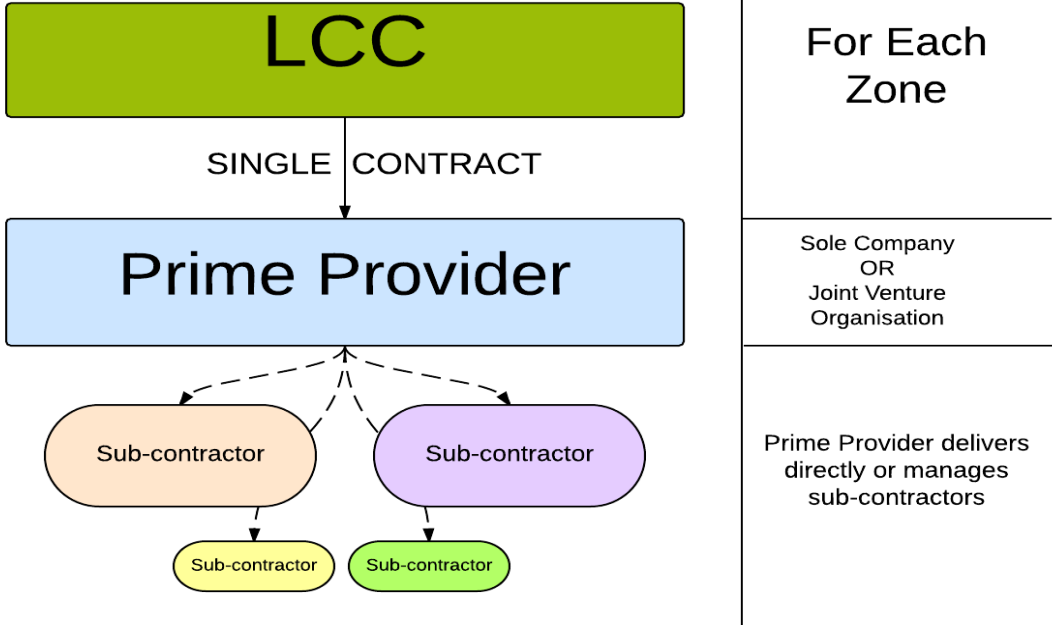 LCC
For Each
Zone
SINGLE CONTRACT
Prime Provider
Sole Company
OR
Joint Venture
Organisation
Sub-contractor
Sub-contractor
Prime Provider delivers
directly or manages
sub-contractors
Sub-contractor
Sub-contractor